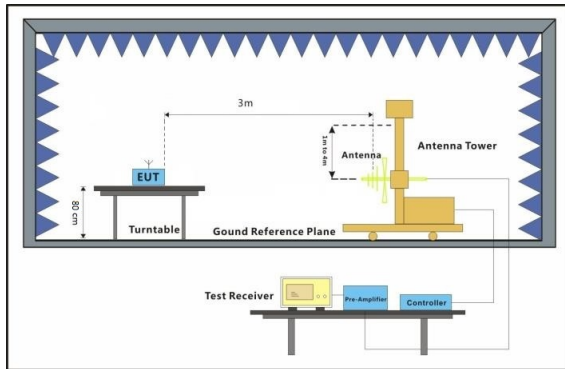 3m
1m to 4m
Antenna
Antenna Tower
EUT
80 cm
Turntable
Gound Reference Plane
Test Receiver
Pre-Amplifier
Controller